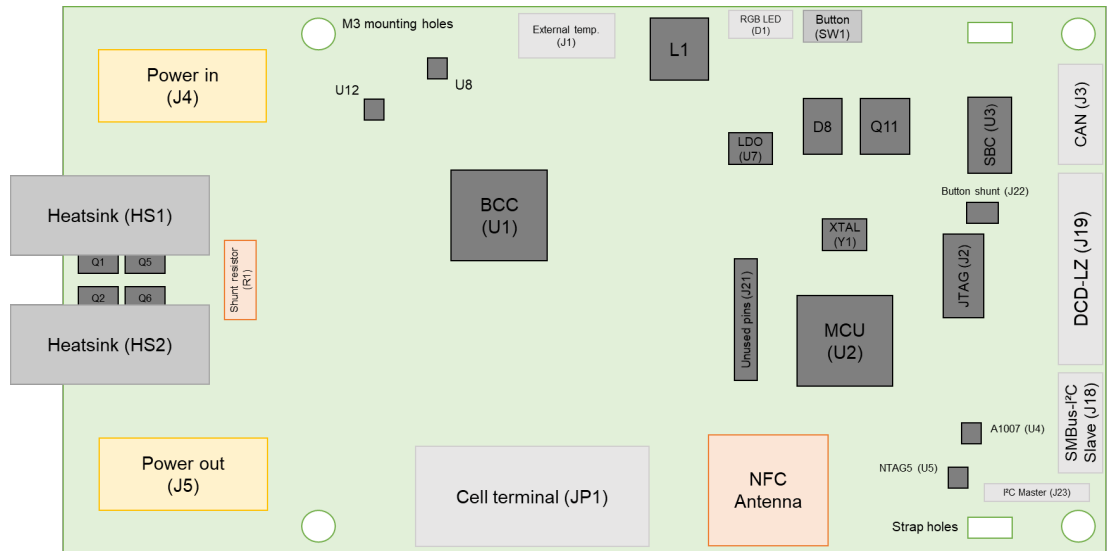 M3 mounting holes
External temp.
(J1)
L1
RGB LED
(D1)
Button
(SW1)
Power in
(J4)
U12
U8
LDO
(U7)
D8
Q11
SBC (U3)
CAN (J3)
Heatsink (HS1)
Q1
Q5
Q2
Q6
Heatsink (HS2)
Shunt resistor
(R1)
BCC
(U1)
XTAL
(Y1)
Button shunt (J22)
JTAG (J2)
DCD-LZ (J19)
Unused pins (J21)
MCU
(U2)
SMBus-I²C
Slave (J18)
A1007 (U4)
NTAG5 (U5)
I²C Master (J23)
Power out
(J5)
Cell terminal (JP1)
NFC
Antenna
Strap holes